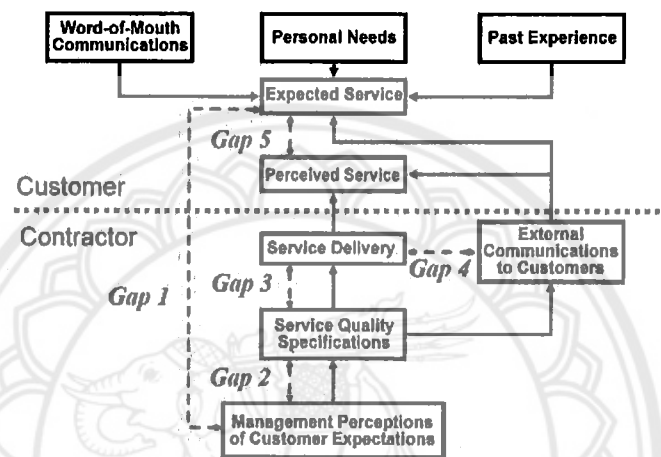 Word-of-Mouth
Communications
Personal Needs
Past Experience
Expected Service
Gap 5
Perceived Service
Customer
Contractor
Service Delivery
External
Communications
to Customers
Gap 4
Gap 1
Gap 3
Service Quality
Specifications
Gap 2
Management Perceptions
of Customer Expectations